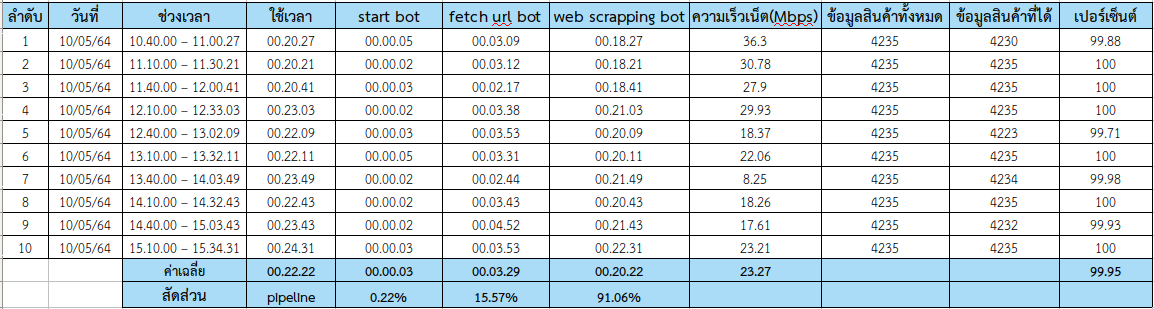 ลำดับ วันที่ ช่วงเวลา ใช้เวลา start bot fetch url bot web scrapping bot ความเร็วเน็ต(Mbps) ข้อมูลสินค้าทั้งหมด ข้อมูลสินค้าที่ได้ เปอร์เซ็นต์
1 10/05/64 10.40.00 – 11.00.27 00.20.27 00.00.05 00.03.09 00.18.27 36.3 4235 4230 99.88
2 10/05/64 11.10.00 – 11.30.21 00.20.21 00.00.02 00.03.12 00.18.21 30.78 4235 4235 100
3 10/05/64 11.40.00 – 12.00.41 00.20.41 00.00.03 00.02.17 00.18.41 27.9 4235 4235 100
4 10/05/64 12.10.00 – 12.33.03 00.23.03 00.00.02 00.03.38 00.21.03 29.93 4235 4235 100
5 10/05/64 12.40.00 – 13.02.09 00.22.09 00.00.03 00.03.53 00.20.09 18.37 4235 4223 99.71
6 10/05/64 13.10.00 – 13.32.11 00.22.11 00.00.05 00.03.31 00.20.11 22.06 4235 4235 100
7 10/05/64 13.40.00 – 14.03.49 00.23.49 00.00.02 00.02.44 00.21.49 8.25 4235 4234 99.98
8 10/05/64 14.10.00 – 14.32.43 00.22.43 00.00.02 00.03.43 00.20.43 18.26 4235 4235 100
9 10/05/64 14.40.00 – 15.03.43 00.23.43 00.00.02 00.04.52 00.21.43 17.61 4235 4232 99.93
10 10/05/64 15.10.00 – 15.34.31 00.24.31 00.00.03 00.03.53 00.22.31 23.21 4235 4235 100
ค่าเฉลี่ย 00.22.22 00.00.03 00.03.29 00.20.22 23.27 99.95
สัดส่วน pipeline 0.22% 15.57% 91.06%